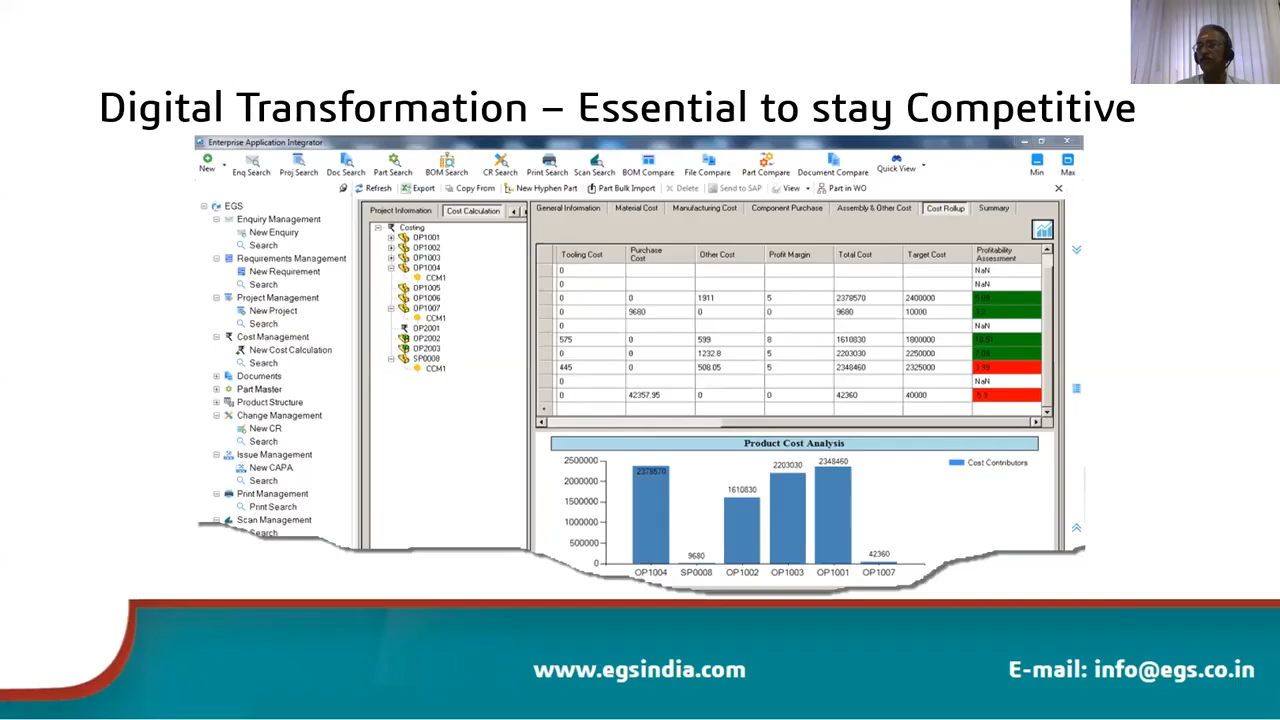 Digital Transformation – Essential to stay Competitive
Enterprise Application Integrator
New Enq Search Proj Search Doc Search Part Search BOM Search CR Search Print Search Scan Search BOM Compare File Compare Part Compare Document Compare Quick View Min Max
Refresh Export Copy From New Hyphen Part Part Bulk Import Delete Send to SAP View Part in WO
EGS
Enquiry Management
New Enquiry
Search
Requirements Management
New Requirement
Search
Project Management
New Project
Search
Cost Management
New Cost Calculation
Search
Documents
Part Master
Product Structure
Change Management
New CR
Search
Issue Management
New CAPA
Search
Print Management
Print Search
Scan Management
Search
Project Information Cost Calculation
Costing
OP1001
OP1002
OP1003
OP1004
CCM1
OP1005
OP1006
OP1007
CCM1
OP2001
OP2002
OP2003
SP0008
CCM1
General Information Material Cost Manufacturing Cost Component Purchase Assembly & Other Cost Cost Rollup Summary
Tooling Cost Purchase Cost Other Cost Profit Margin Total Cost Target Cost Profitability Assessment
0 NaN
0 NaN
0 0 1911 5 2378570 2400000
0 9680 0 0 9680 10000
0 NaN
575 0 599 8 1610830 1800000
0 0 1232.8 5 2203030 2250000
445 0 508.05 5 2348460 2325000
0 NaN
0 42357.95 0 0 42360 40000
Product Cost Analysis
2500000
2000000
1500000
1000000
500000
0
2378570 9680 1610830 2203030 2348460 42360
Cost Contributors
OP1004 SP0008 OP1002 OP1003 OP1001 OP1007
www.egsindia.com
E-mail: info@egs.co.in